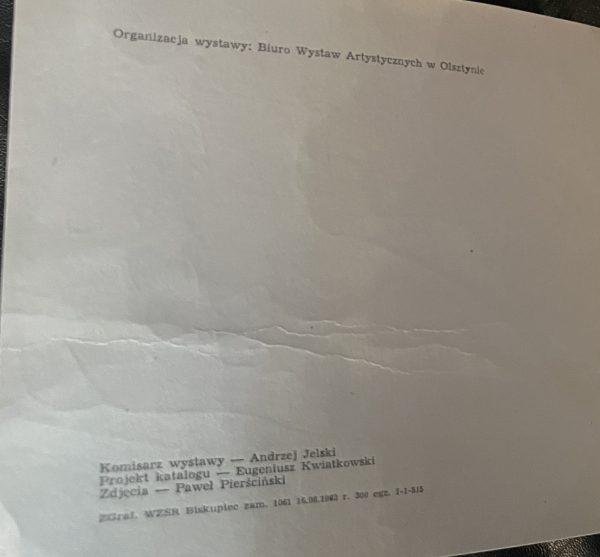 Organizacja wystawy: Biuro Wystaw Artystycznych w Olsztynie
Komisarz wystawy — Andrzej Jelski
Projekt katalogu — Eugeniusz Kwiatkowski
Zdjęcia — Paweł Pierściński
ZGraf. WZSR Biskupiec zam. 1061 16.08.1982 r. 300 egz. I-1-515